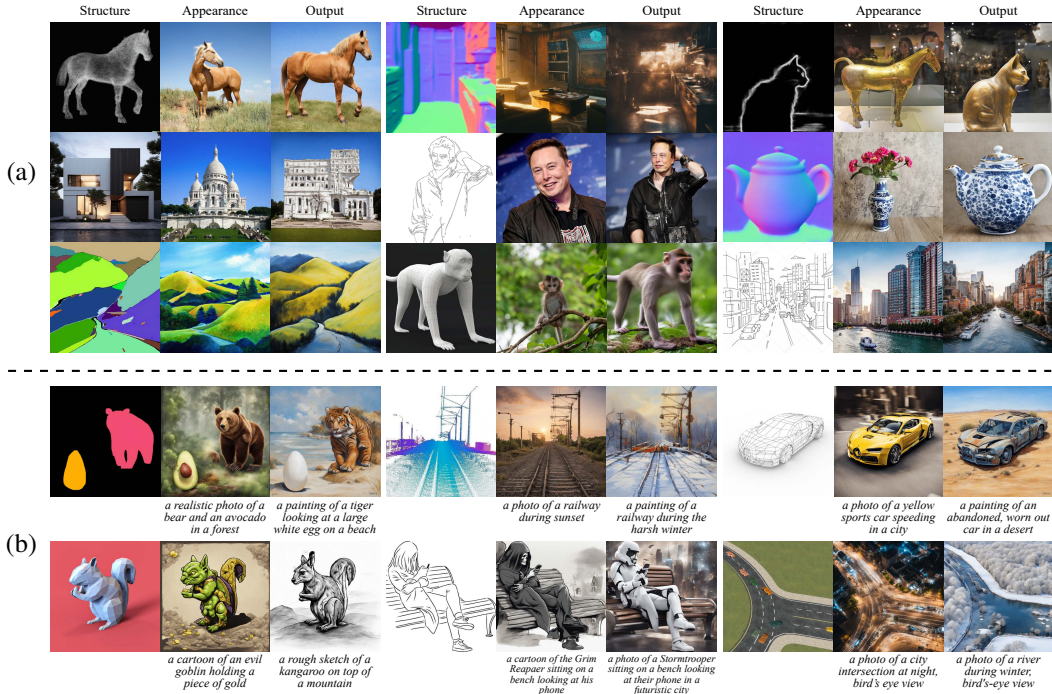 Structure Appearance Output Structure Appearance Output Structure Appearance Output
(a)
a realistic photo of a
bear and an avocado
in a forest
a painting of a tiger
looking at a large
white egg on a beach
a photo of a railway
during sunset
a painting of a
railway during the
harsh winter
a photo of a yellow
sports car speeding
in a city
a painting of an
abandoned, worn out
car in a desert
(b)
a cartoon of an evil
goblin holding a
piece of gold
a rough sketch of a
kangaroo on top of
a mountain
a cartoon of the Grim
Reapaer sitting on a
bench looking at his
phone
a photo of a Stormtrooper
sitting on a bench looking
at their phone in a
futuristic city
a photo of a city
intersection at night,
bird's eye view
a photo of a river
during winter,
bird's-eye view